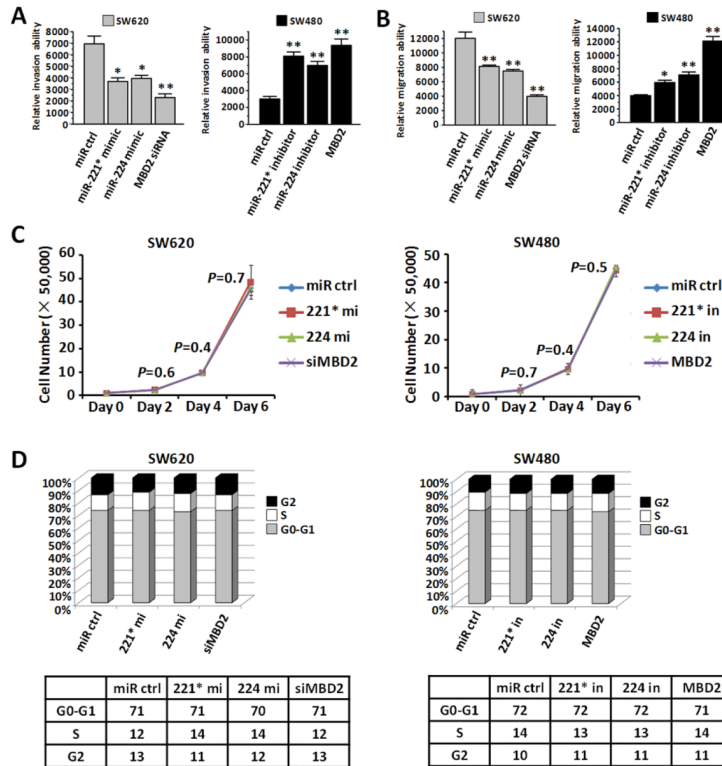 A
SW620
SW480
Relative invasion ability
8000
7000
6000
5000
4000
3000
2000
1000
0
*
*
**
miR ctrl
miR-221* mimic
miR-224 mimic
MBD2 siRNA
Relative invasion ability
12000
10000
8000
6000
4000
2000
0
**
**
**
miR ctrl
miR-221* inhibitor
miR-224 inhibitor
MBD2
B
SW620
SW480
Relative migration ability
14000
12000
10000
8000
6000
4000
2000
0
**
**
**
miR ctrl
miR-221* mimic
miR-224 mimic
MBD2 siRNA
Relative migration ability
14000
12000
10000
8000
6000
4000
2000
0
*
**
**
miR ctrl
miR-221* inhibitor
miR-224 inhibitor
MBD2
C
SW620
Cell Number (× 50,000)
60
50
40
30
20
10
0
P=0.6
P=0.4
P=0.7
Day 0 Day 2 Day 4 Day 6
miR ctrl
221* mi
224 mi
siMBD2
SW480
Cell Number (× 50,000)
50
40
30
20
10
0
P=0.7
P=0.4
P=0.5
Day 0 Day 2 Day 4 Day 6
miR ctrl
221* in
224 in
MBD2
D
SW620
100%
90%
80%
70%
60%
50%
40%
30%
20%
10%
0%
G2
S
G0-G1
miR ctrl
221* mi
224 mi
siMBD2
SW480
100%
90%
80%
70%
60%
50%
40%
30%
20%
10%
0%
G2
S
G0-G1
miR ctrl
221* in
224 in
MBD2
miR ctrl 221* mi 224 mi siMBD2
G0-G1 71 71 70 71
S 12 14 14 12
G2 13 11 12 13
miR ctrl 221* in 224 in MBD2
G0-G1 72 72 72 71
S 14 13 13 14
G2 10 11 11 11